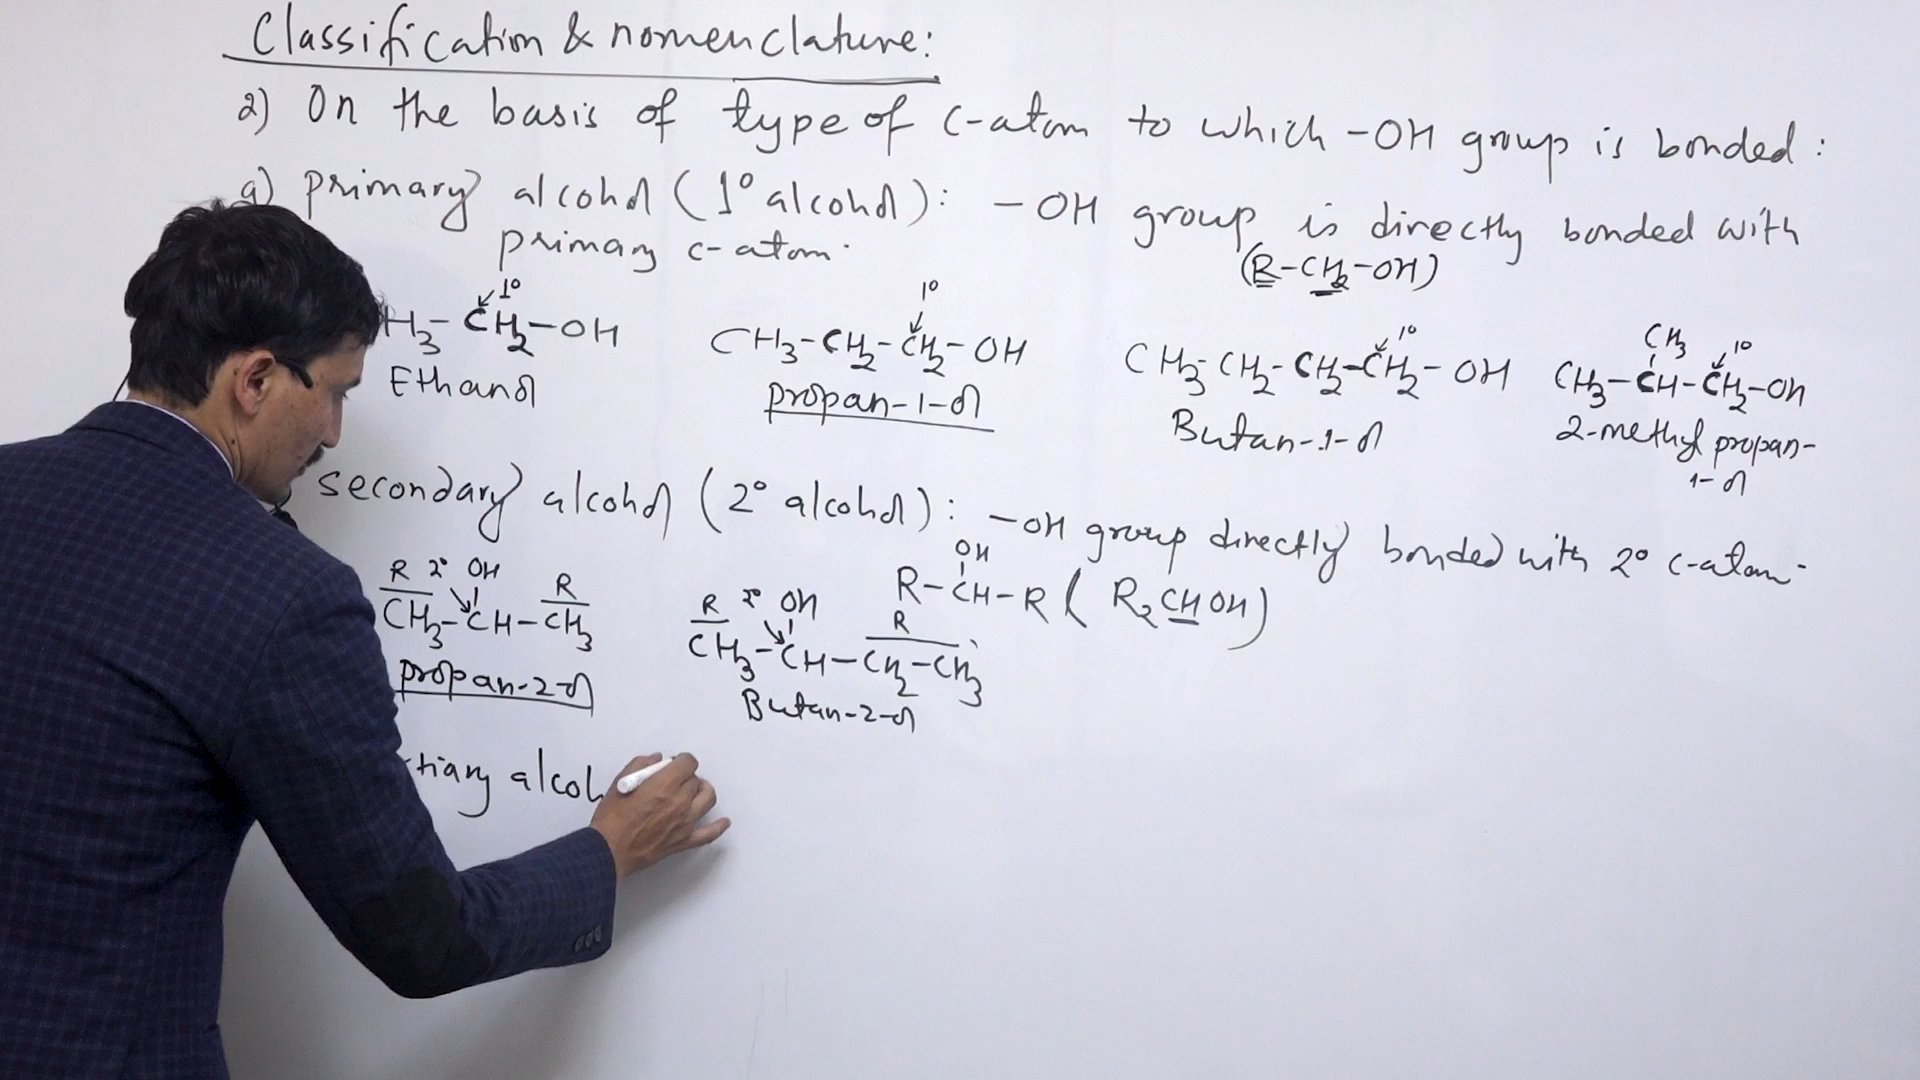 Classification & nomenclature:
2) On the basis of type of C-atom to which -OH group is bonded:
a) primary alcohol (1° alcohol): -OH group is directly bonded with
primary C-atom.
(R-CH2-OH)
1°
H3-CH2-OH
Ethanol
1°
CH3-CH2-CH2-OH
propan-1-ol
1°
CH3-CH2-CH2-CH2-OH
Butan-1-ol
CH3 1°
CH3-CH-CH2-OH
2-methyl propan-
1-ol
secondary alcohol (2° alcohol): -OH group directly bonded with 2° C-atom.
OH
R-CH-R (R2CHOH)
R 2° OH R
CH3-CH-CH3
propan-2-ol
R 2° OH R
CH3-CH-CH2-CH3
Butan-2-ol
tiary alcoh